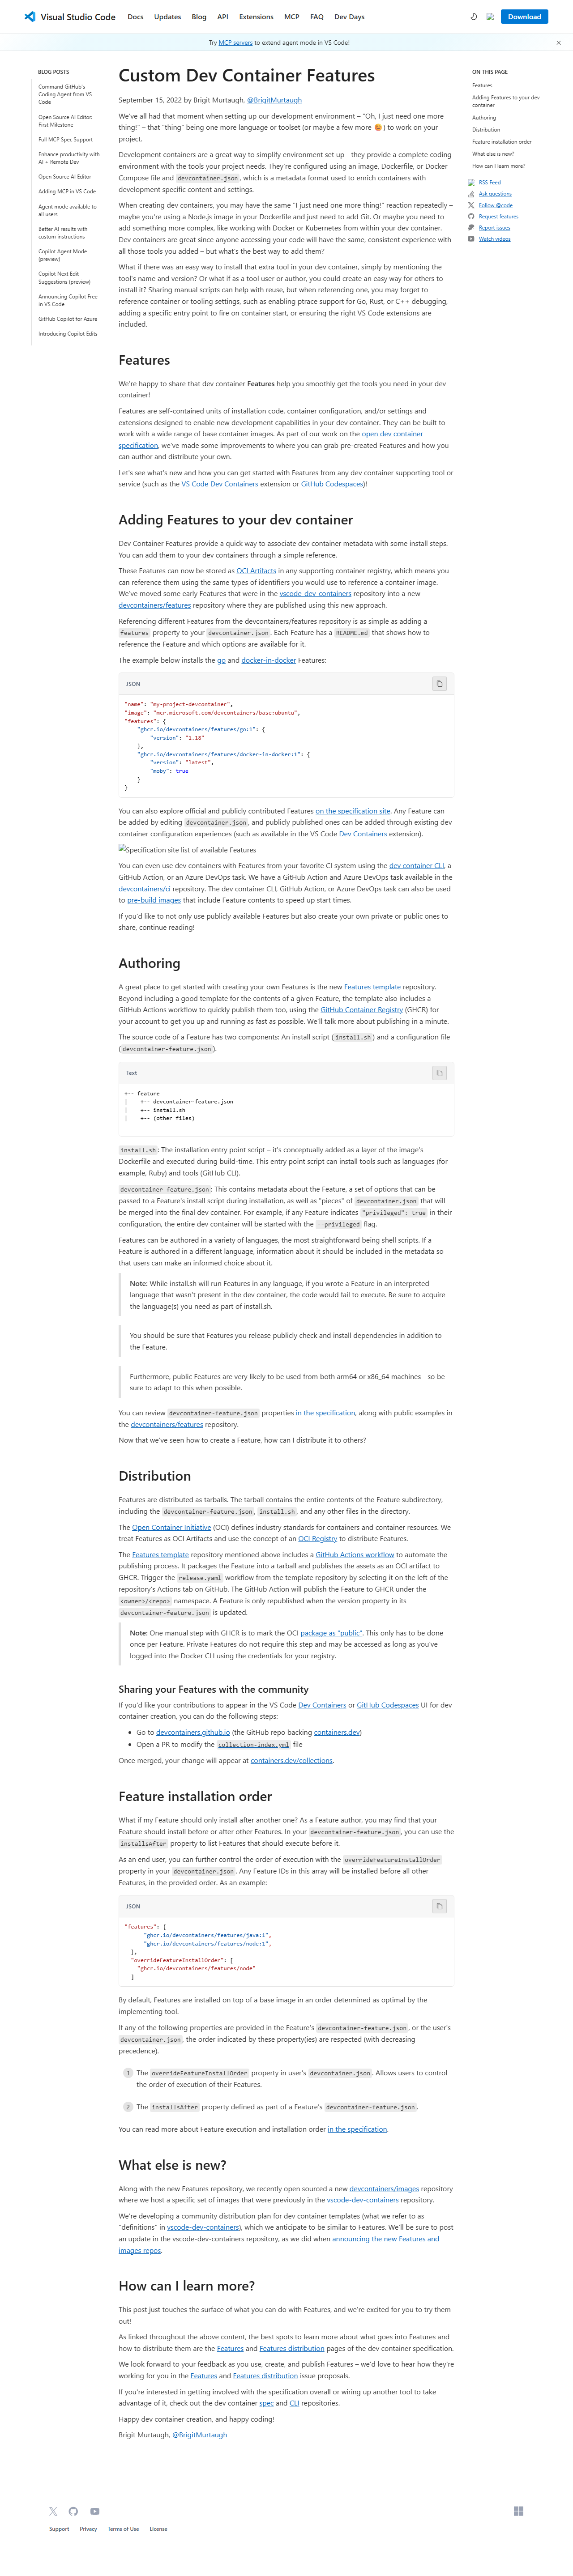 Visual Studio Code Docs Updates Blog API Extensions MCP FAQ Dev Days Download
Try MCP servers to extend agent mode in VS Code!
BLOG POSTS
Command GitHub's
Coding Agent from VS
Code
Open Source AI Editor:
First Milestone
Full MCP Spec Support
Enhance productivity with
AI + Remote Dev
Open Source AI Editor
Adding MCP in VS Code
Agent mode available to
all users
Better AI results with
custom instructions
Copilot Agent Mode
(preview)
Copilot Next Edit
Suggestions (preview)
Announcing Copilot Free
in VS Code
GitHub Copilot for Azure
Introducing Copilot Edits
Custom Dev Container Features
September 15, 2022 by Brigit Murtaugh, @BrigitMurtaugh
We've all had that moment when setting up our development environment – "Oh, I just need one more
thing!" – that "thing" being one more language or toolset (or maybe a few more 🍪) to work on your
project.
Development containers are a great way to simplify environment set up - they provide a complete coding
environment with the tools you're project needs. They're configured using an image, Dockerfile, or Docker
Compose file and devcontainer.json, which is a metadata format used to enrich containers with
development specific content and settings.
When creating dev containers, you may have the same "I just need one more thing" moment – maybe
you're using a Node.js image in your Dockerfile and just realized you need to add Git. Or maybe you need
to add something more complex, like working with Docker or Kubernetes from within your container.
Dev containers are great since anyone accessing your code will have the same, consistent experience with
all those tools you added – but what's the best way to add them?
What if there was an easy way to install that extra tool in your dev container, simply by mentioning the
tool's name and version? Or what if as a tool user or author, you could create an easy way for others to
install it? Sharing manual scripts can help with reuse, but when referencing one, you may forget to
reference container or tooling settings, such as enabling ptrace support for Go, Rust, or C++ debugging,
adding a specific entry point to fire on container start, or ensuring the right VS Code extensions are
included.
Features
We're happy to share that dev container Features help you smoothly get the tools you need in your dev
container!
Features are self-contained units of installation code, container configuration, and/or settings and
extensions designed to enable new development capabilities in your dev container. They can be built to
work with a wide range of base container images. As part of our work on the open dev container
specification, we've made some improvements to where you can grab pre-created Features and how you
can author and distribute your own.
Let's see what's new and how you can get started with Features from any dev container supporting tool or
service (such as the VS Code Dev Containers extension or GitHub Codespaces)!
Adding Features to your dev container
Dev Container Features provide a quick way to associate dev container metadata with some install steps.
You can add them to your dev containers through a simple reference.
These Features can now be stored as OCI Artifacts in any supporting container registry, which means you
can reference them using the same types of identifiers you would use to reference a container image.
We've moved some early Features that were in the vscode-dev-containers repository into a new
devcontainers/features repository where they are published using this new approach.
Referencing different Features from the devcontainers/features repository is as simple as adding a
features property to your devcontainer.json. Each Feature has a README.md that shows how to
reference the Feature and which options are available for it.
The example below installs the go and docker-in-docker Features:
JSON
"name": "my-project-devcontainer",
"image": "mcr.microsoft.com/devcontainers/base:ubuntu",
"features": {
"ghcr.io/devcontainers/features/go:1": {
"version": "1.18"
},
"ghcr.io/devcontainers/features/docker-in-docker:1": {
"version": "latest",
"moby": true
}
}
You can also explore official and publicly contributed Features on the specification site. Any Feature can
be added by editing devcontainer.json, and publicly published ones can be added through existing dev
container configuration experiences (such as available in the VS Code Dev Containers extension).
Specification site list of available Features
You can even use dev containers with Features from your favorite CI system using the dev container CLI, a
GitHub Action, or an Azure DevOps task. We have a GitHub Action and Azure DevOps task available in the
devcontainers/ci repository. The dev container CLI, GitHub Action, or Azure DevOps task can also be used
to pre-build images that include Feature contents to speed up start times.
If you'd like to not only use publicly available Features but also create your own private or public ones to
share, continue reading!
Authoring
A great place to get started with creating your own Features is the new Features template repository.
Beyond including a good template for the contents of a given Feature, the template also includes a
GitHub Actions workflow to quickly publish them too, using the GitHub Container Registry (GHCR) for
your account to get you up and running as fast as possible. We'll talk more about publishing in a minute.
The source code of a Feature has two components: An install script (install.sh) and a configuration file
(devcontainer-feature.json).
Text
+-- feature
|    +-- devcontainer-feature.json
|    +-- install.sh
|    +-- (other files)
install.sh: The installation entry point script – it's conceptually added as a layer of the image's
Dockerfile and executed during build-time. This entry point script can install tools such as languages (for
example, Ruby) and tools (GitHub CLI).
devcontainer-feature.json: This contains metadata about the Feature, a set of options that can be
passed to a Feature's install script during installation, as well as "pieces" of devcontainer.json that will
be merged into the final dev container. For example, if any Feature indicates "privileged": true in their
configuration, the entire dev container will be started with the --privileged flag.
Features can be authored in a variety of languages, the most straightforward being shell scripts. If a
Feature is authored in a different language, information about it should be included in the metadata so
that users can make an informed choice about it.
Note: While install.sh will run Features in any language, if you wrote a Feature in an interpreted
language that wasn't present in the dev container, the code would fail to execute. Be sure to acquire
the language(s) you need as part of install.sh.
You should be sure that Features you release publicly check and install dependencies in addition to
the Feature.
Furthermore, public Features are very likely to be used from both arm64 or x86_64 machines - so be
sure to adapt to this when possible.
You can review devcontainer-feature.json properties in the specification, along with public examples in
the devcontainers/features repository.
Now that we've seen how to create a Feature, how can I distribute it to others?
Distribution
Features are distributed as tarballs. The tarball contains the entire contents of the Feature subdirectory,
including the devcontainer-feature.json, install.sh, and any other files in the directory.
The Open Container Initiative (OCI) defines industry standards for containers and container resources. We
treat Features as OCI Artifacts and use the concept of an OCI Registry to distribute Features.
The Features template repository mentioned above includes a GitHub Actions workflow to automate the
publishing process. It packages the Features into a tarball and publishes the assets as an OCI artifact to
GHCR. Trigger the release.yaml workflow from the template repository by selecting it on the left of the
repository's Actions tab on GitHub. The GitHub Action will publish the Feature to GHCR under the
<owner>/<repo> namespace. A Feature is only republished when the version property in its
devcontainer-feature.json is updated.
Note: One manual step with GHCR is to mark the OCI package as "public". This only has to be done
once per Feature. Private Features do not require this step and may be accessed as long as you've
logged into the Docker CLI using the credentials for your registry.
Sharing your Features with the community
If you'd like your contributions to appear in the VS Code Dev Containers or GitHub Codespaces UI for dev
container creation, you can do the following steps:
• Go to devcontainers.github.io (the GitHub repo backing containers.dev)
• Open a PR to modify the collection-index.yml file
Once merged, your change will appear at containers.dev/collections.
Feature installation order
What if my Feature should only install after another one? As a Feature author, you may find that your
Feature should install before or after other Features. In your devcontainer-feature.json, you can use the
installsAfter property to list Features that should execute before it.
As an end user, you can further control the order of execution with the overrideFeatureInstallOrder
property in your devcontainer.json. Any Feature IDs in this array will be installed before all other
Features, in the provided order. As an example:
JSON
"features": {
"ghcr.io/devcontainers/features/java:1",
"ghcr.io/devcontainers/features/node:1",
},
"overrideFeatureInstallOrder": [
"ghcr.io/devcontainers/features/node"
]
By default, Features are installed on top of a base image in an order determined as optimal by the
implementing tool.
If any of the following properties are provided in the Feature's devcontainer-feature.json, or the user's
devcontainer.json, the order indicated by these property(ies) are respected (with decreasing
precedence).
1 The overrideFeatureInstallOrder property in user's devcontainer.json. Allows users to control
the order of execution of their Features.
2 The installsAfter property defined as part of a Feature's devcontainer-feature.json.
You can read more about Feature execution and installation order in the specification.
What else is new?
Along with the new Features repository, we recently open sourced a new devcontainers/images repository
where we host a specific set of images that were previously in the vscode-dev-containers repository.
We're developing a community distribution plan for dev container templates (what we refer to as
"definitions" in vscode-dev-containers), which we anticipate to be similar to Features. We'll be sure to post
an update in the vscode-dev-containers repository, as we did when announcing the new Features and
images repos.
How can I learn more?
This post just touches the surface of what you can do with Features, and we're excited for you to try them
out!
As linked throughout the above content, the best spots to learn more about what goes into Features and
how to distribute them are the Features and Features distribution pages of the dev container specification.
We look forward to your feedback as you use, create, and publish Features – we'd love to hear how they're
working for you in the Features and Features distribution issue proposals.
If you're interested in getting involved with the specification overall or wiring up another tool to take
advantage of it, check out the dev container spec and CLI repositories.
Happy dev container creation, and happy coding!
Brigit Murtaugh, @BrigitMurtaugh
ON THIS PAGE
Features
Adding Features to your dev
container
Authoring
Distribution
Feature installation order
What else is new?
How can I learn more?
RSS Feed
Ask questions
Follow @code
Request features
Report issues
Watch videos
Support Privacy Terms of Use License